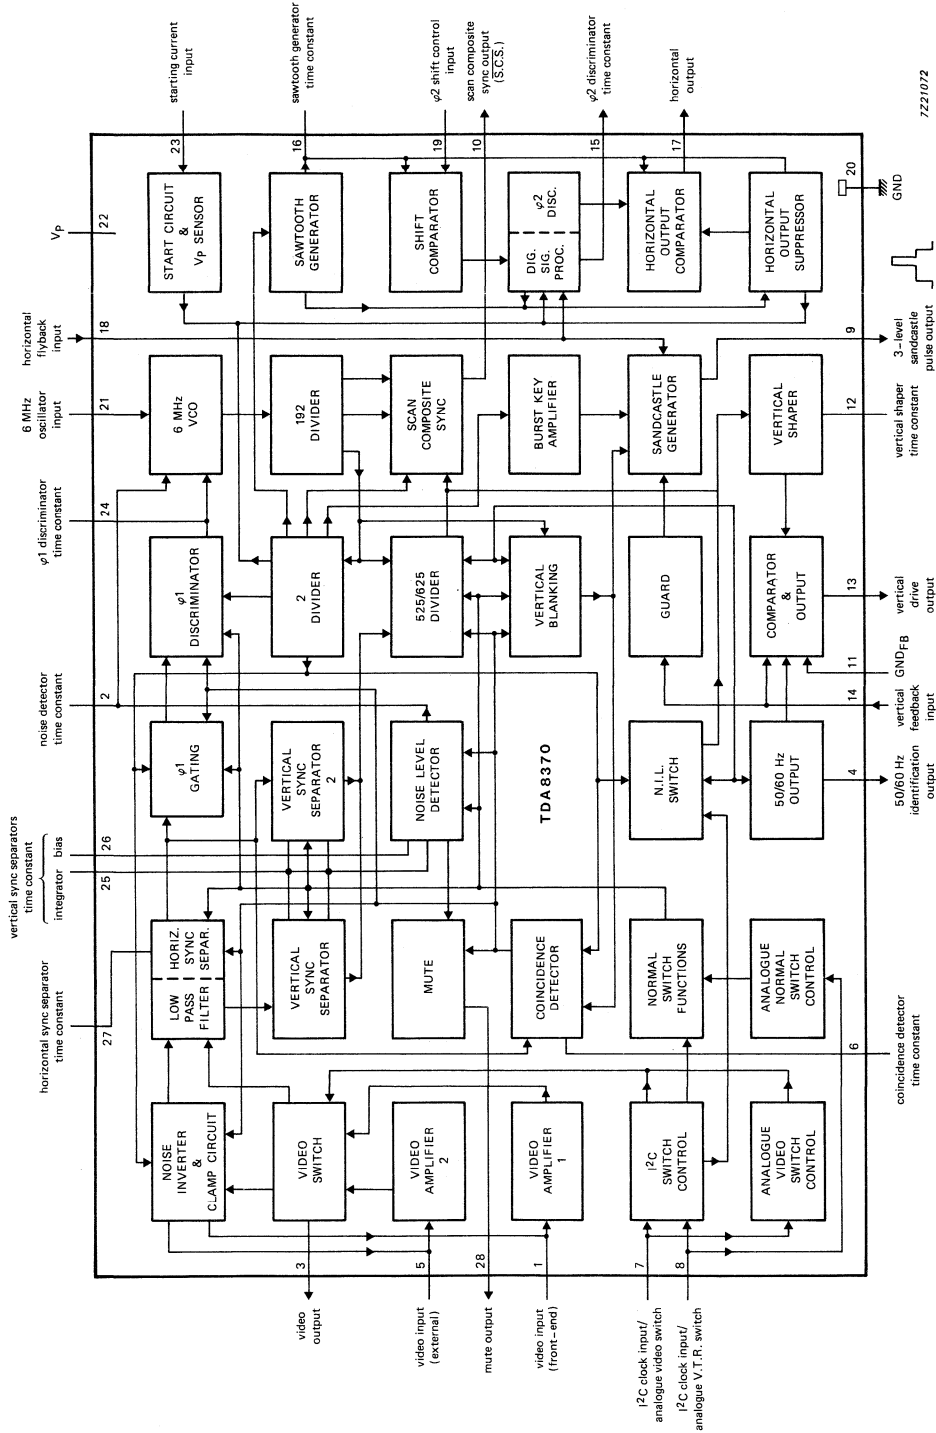 starting current
input
sawtooth generator
time constant
φ2 shift control
input
scan composite
sync output
(S.C.S.)
φ2 discriminator
time constant
horizontal
output
7Z21072
23
16
19
10
15
17
20
GND
VP
22
START CIRCUIT
&
VP SENSOR
SAWTOOTH
GENERATOR
SHIFT
COMPARATOR
DIG.
SIG.
PROC.
φ2
DISC.
HORIZONTAL
OUTPUT
COMPARATOR
HORIZONTAL
OUTPUT
SUPPRESSOR
horizontal
flyback
input
18
9
3-level
sandcastle
pulse output
6 MHz
oscillator
input
21
6 MHz
VCO
192
DIVIDER
SCAN
COMPOSITE
SYNC
BURST KEY
AMPLIFIER
SANDCASTLE
GENERATOR
VERTICAL
SHAPER
12
vertical shaper
time constant
φ1 discriminator
time constant
24
φ1
DISCRIMINATOR
2
DIVIDER
525/625
DIVIDER
VERTICAL
BLANKING
GUARD
COMPARATOR
&
OUTPUT
13
vertical
drive
output
11
GNDFB
noise detector
time constant
2
14
vertical
feedback
input
φ1
GATING
VERTICAL
SYNC
SEPARATOR
2
NOISE LEVEL
DETECTOR
TDA8370
N.I.L.
SWITCH
50/60 Hz
OUTPUT
4
50/60 Hz
identification
output
vertical sync separators
time constant
bias
26
integrator
25
horizontal sync separator
time constant
27
LOW
PASS
FILTER
HORIZ.
SYNC
SEPAR.
VERTICAL
SYNC
SEPARATOR
MUTE
COINCIDENCE
DETECTOR
NORMAL
SWITCH
FUNCTIONS
ANALOGUE
NORMAL
SWITCH
CONTROL
6
coincidence detector
time constant
NOISE
INVERTER
&
CLAMP CIRCUIT
VIDEO
SWITCH
VIDEO
AMPLIFIER
2
VIDEO
AMPLIFIER
1
I2C
SWITCH
CONTROL
ANALOGUE
VIDEO
SWITCH
CONTROL
3
5
28
1
7
8
video
output
video input
(external)
mute output
video input
(front-end)
I2C clock input/
analogue video switch
I2C clock input/
analogue V.T.R. switch